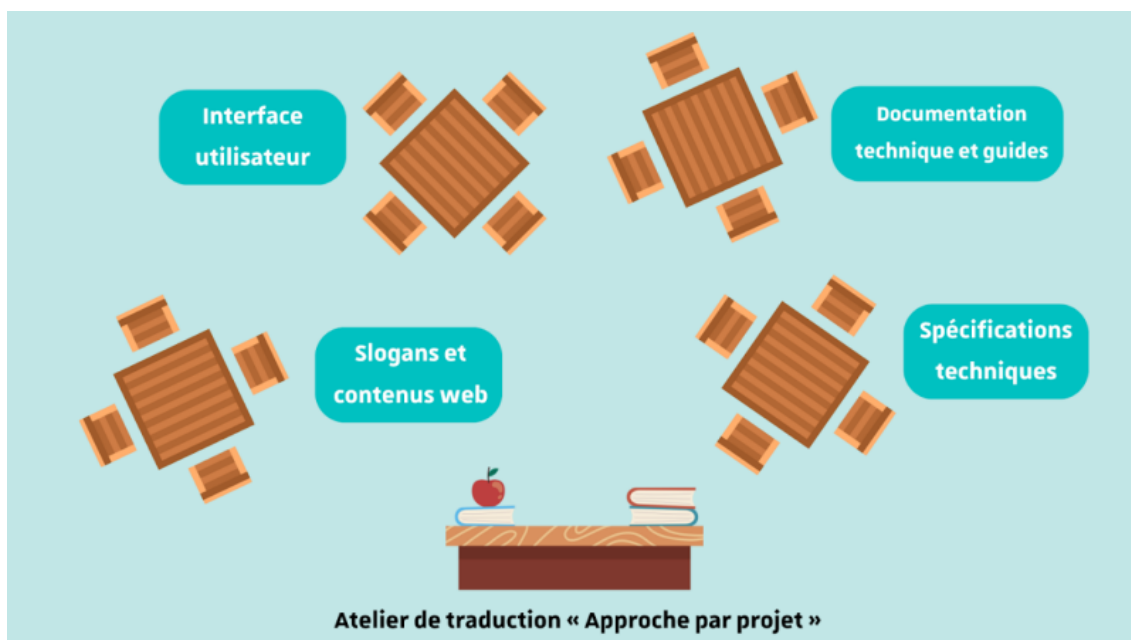 Interface
utilisateur
Documentation
technique et guides
Slogans et
contenus web
Spécifications
techniques
Atelier de traduction « Approche par projet »